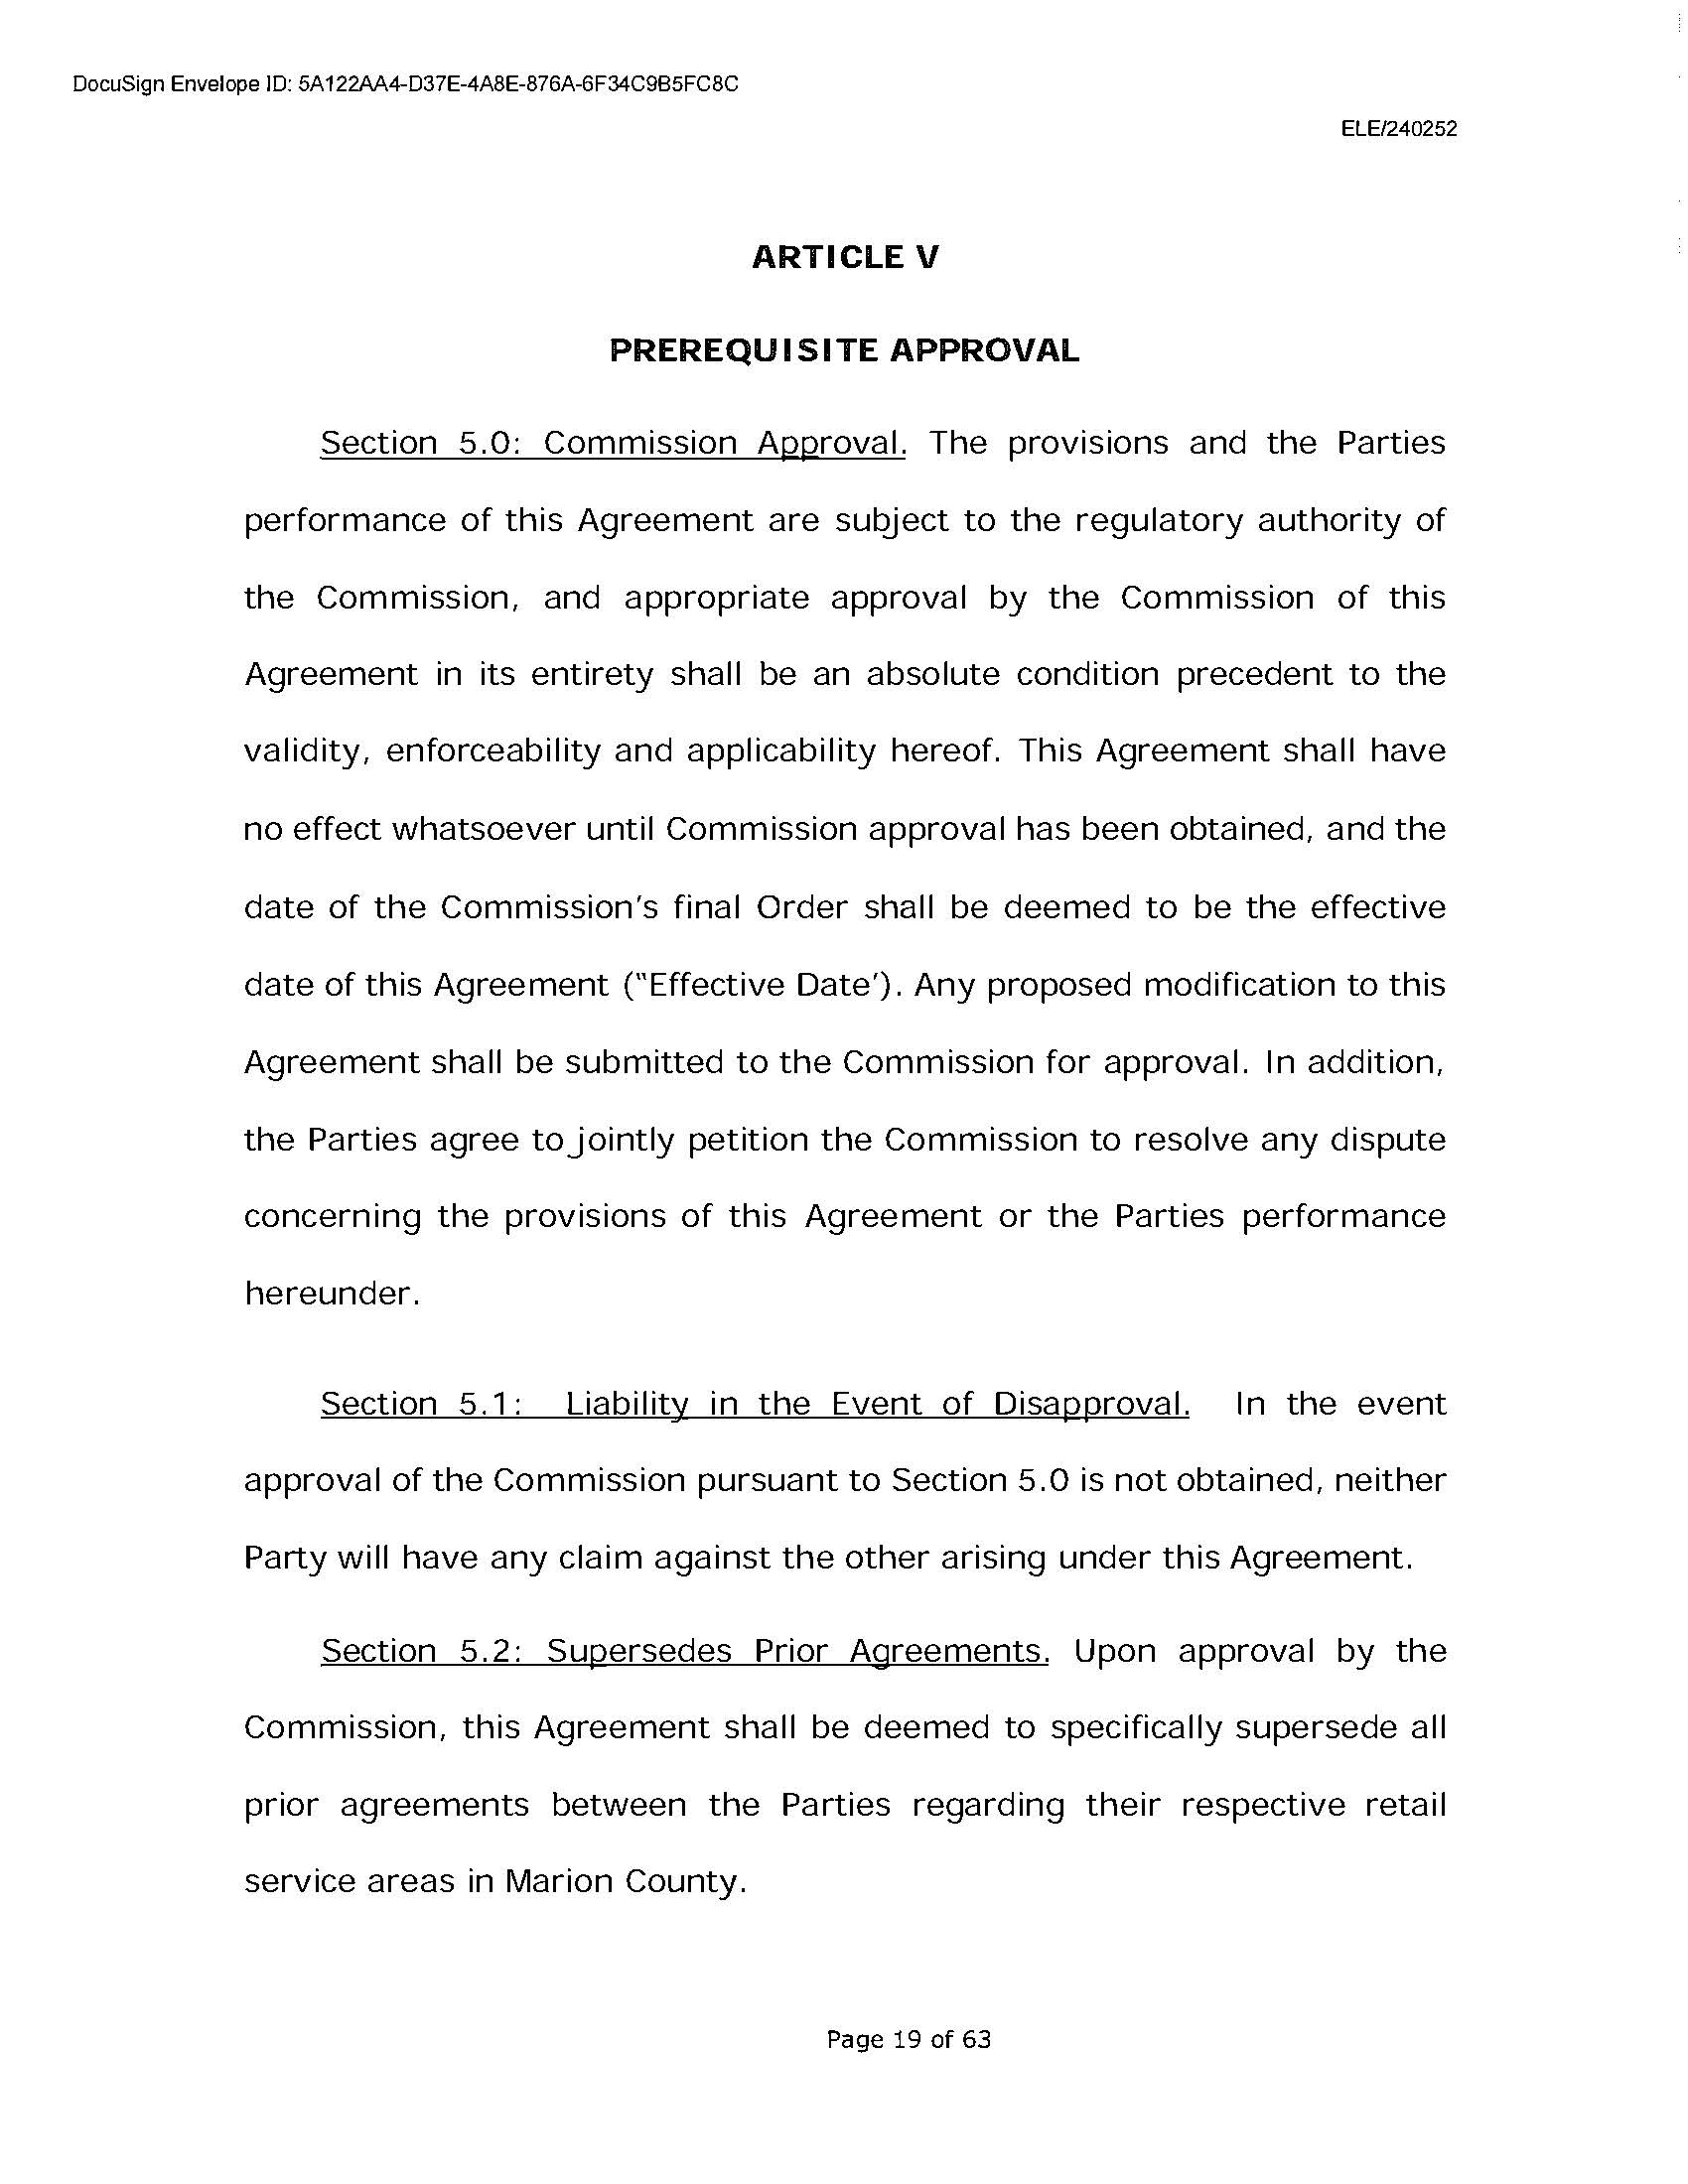 DocuSign Envelope ID: 5A122AA4-D37E-4A8E-876A-6F34C9B5FC8C
ELE/240252
ARTICLE V
PREREQUISITE APPROVAL
Section 5.0: Commission Approval. The provisions and the Parties
performance of this Agreement are subject to the regulatory authority of
the Commission, and appropriate approval by the Commission of this
Agreement in its entirety shall be an absolute condition precedent to the
validity, enforceability and applicability hereof. This Agreement shall have
no effect whatsoever until Commission approval has been obtained, and the
date of the Commission's final Order shall be deemed to be the effective
date of this Agreement (“Effective Date’). Any proposed modification to this
Agreement shall be submitted to the Commission for approval. In addition,
the Parties agree to jointly petition the Commission to resolve any dispute
concerning the provisions of this Agreement or the Parties performance
hereunder.
Section 5.1: Liability in the Event of Disapproval. In the event
approval of the Commission pursuant to Section 5.0 is not obtained, neither
Party will have any claim against the other arising under this Agreement.
Section 5.2: Supersedes Prior Agreements. Upon approval by the
Commission, this Agreement shall be deemed to specifically supersede all
prior agreements between the Parties regarding their respective retail
service areas in Marion County.
Page 19 of 63